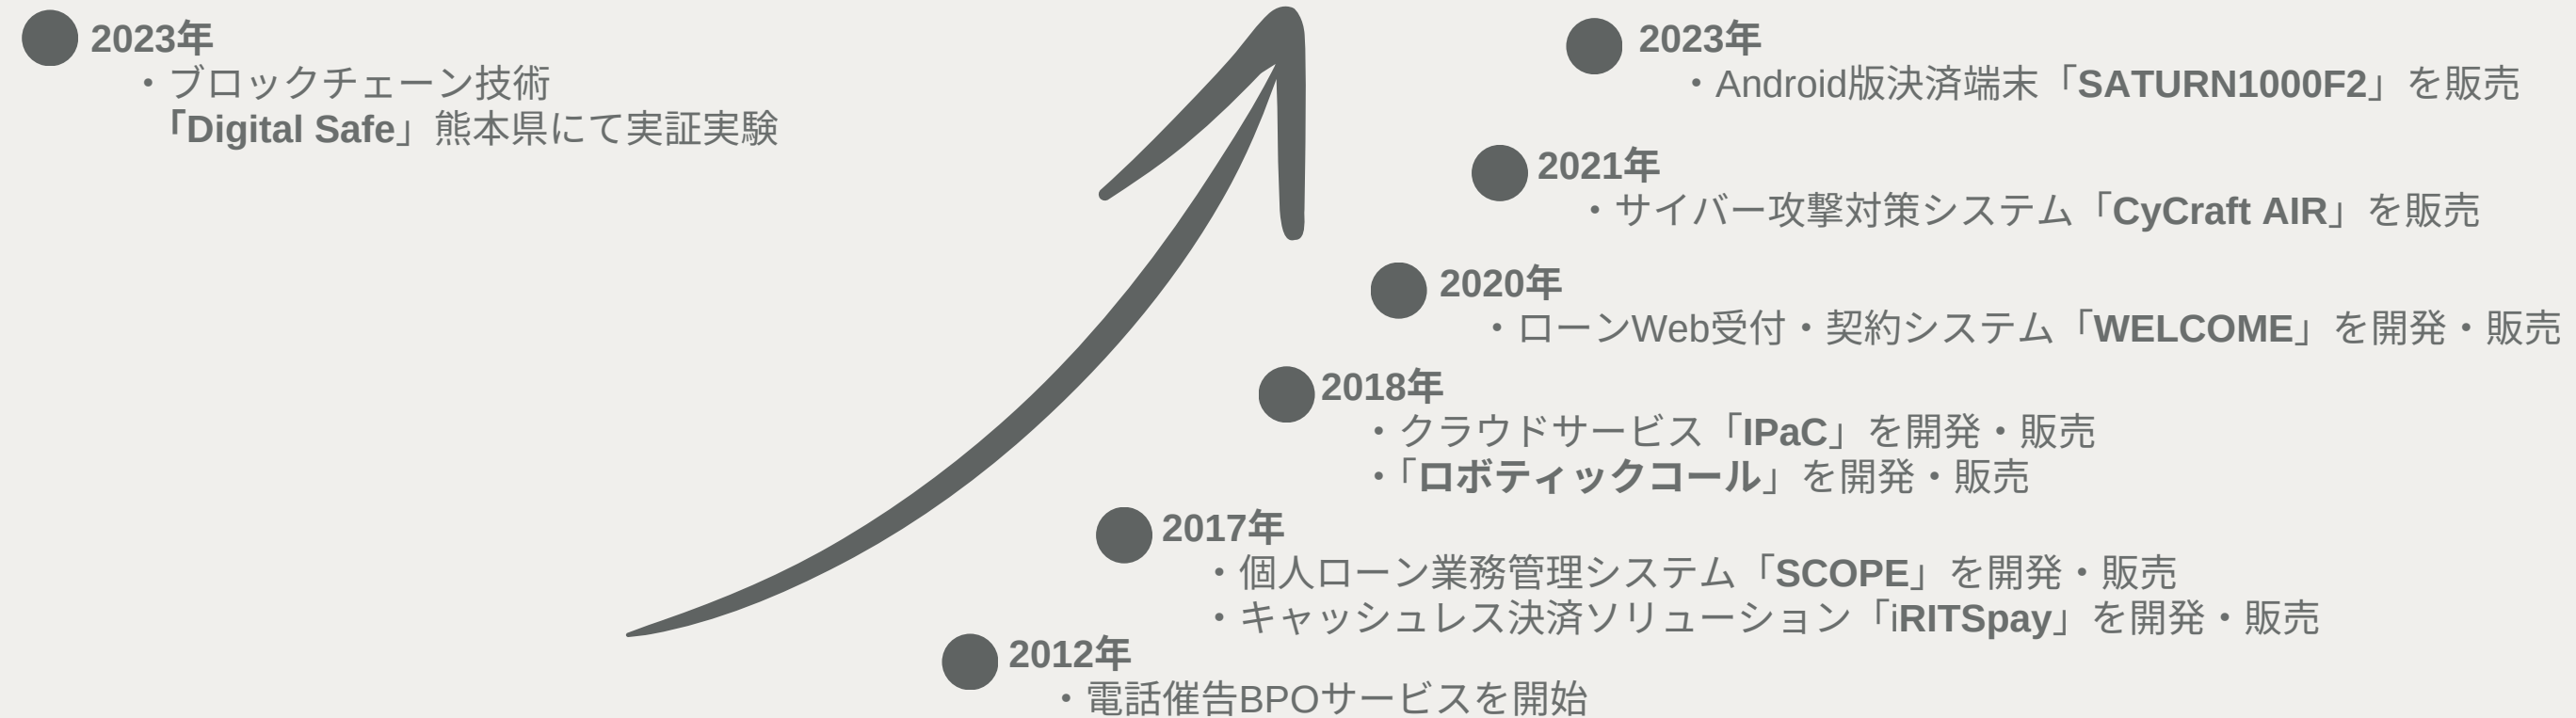 2023年
・ブロックチェーン技術
「Digital Safe」熊本県にて実証実験
2023年
・Android版決済端末「SATURN1000F2」を販売
2021年
・サイバー攻撃対策システム「CyCraft AIR」を販売
2020年
・ローンWeb受付・契約システム「WELCOME」を開発・販売
2018年
・クラウドサービス「IPaC」を開発・販売
・「ロボティックコール」を開発・販売
2017年
・個人ローン業務管理システム「SCOPE」を開発・販売
・キャッシュレス決済ソリューション「iRITSpay」を開発・販売
2012年
・電話催告BPOサービスを開始